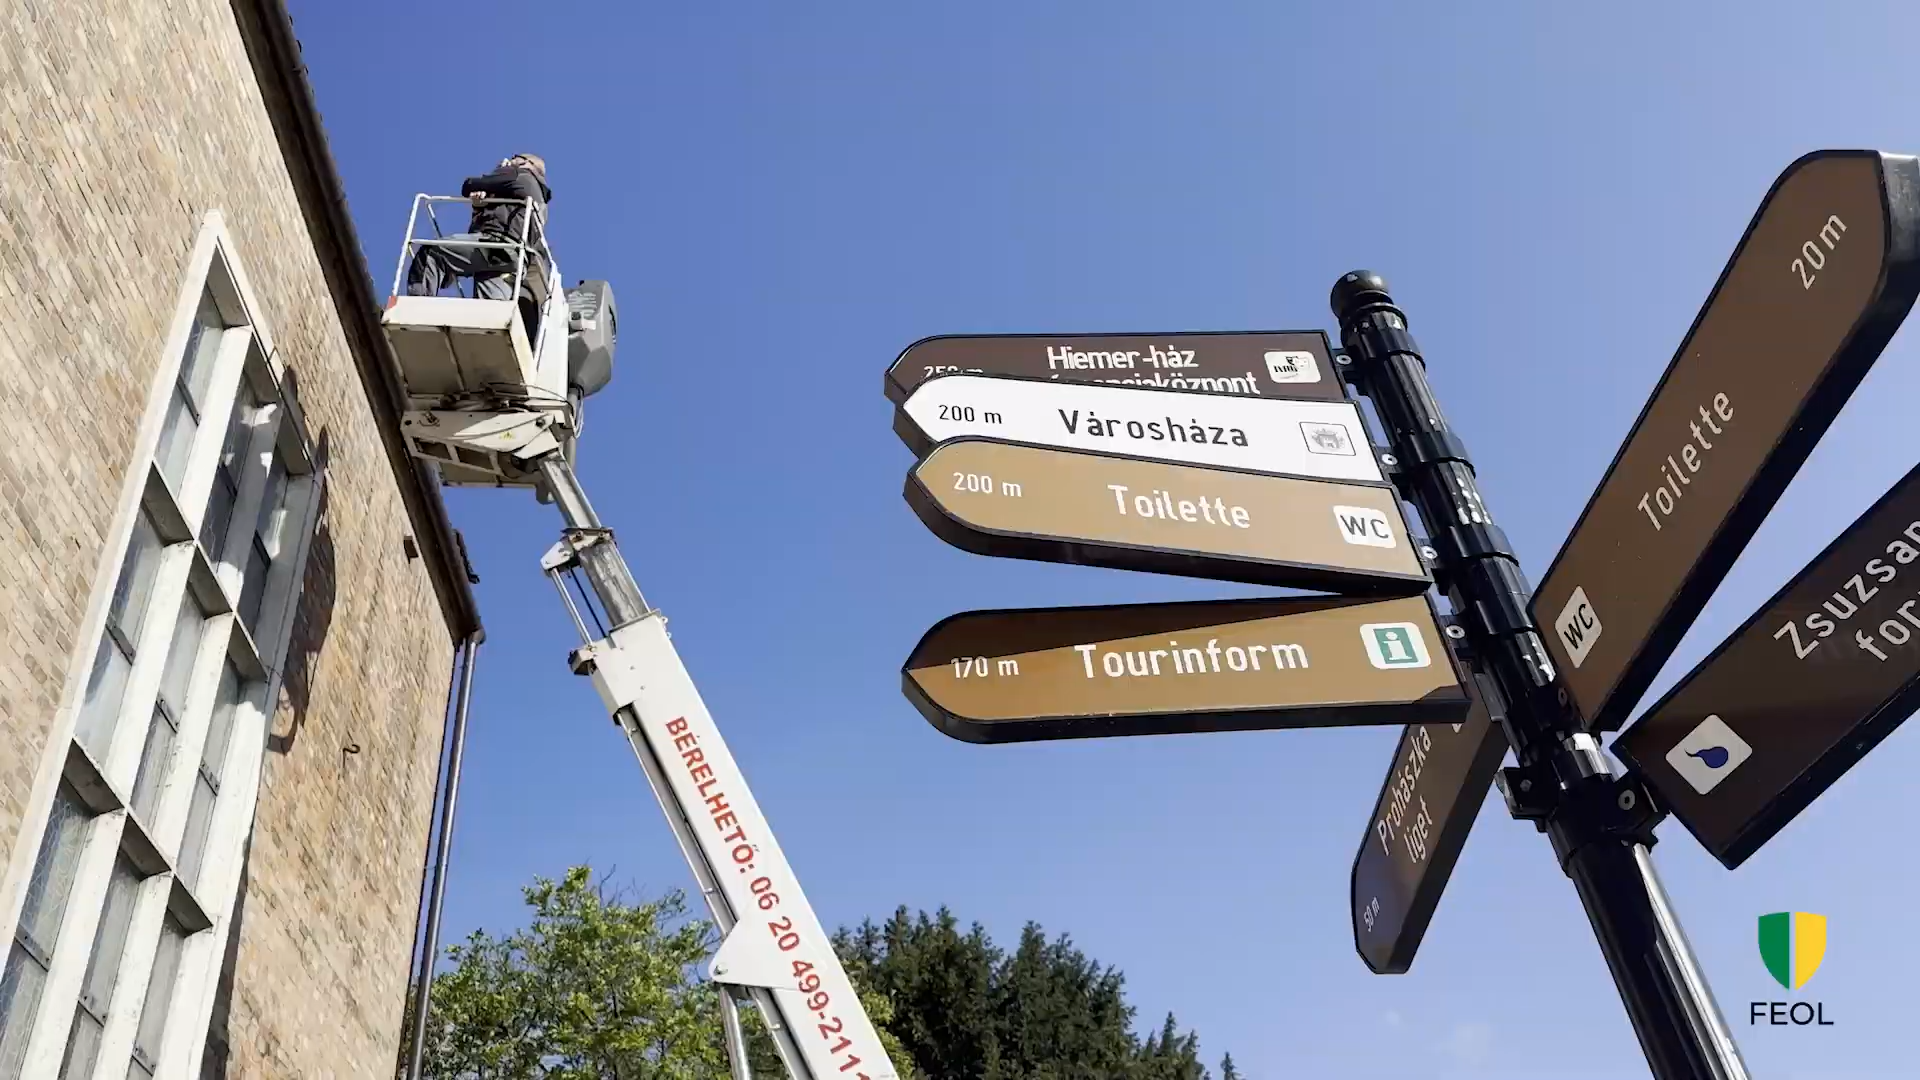 Hiemer-ház
200 m Városháza
200 m Toilette WC
170 m Tourinform i
20 m
Toilette
WC
Prohászka
liget
50 m
BÉRELHETŐ: 06 20 499-211
FEOL